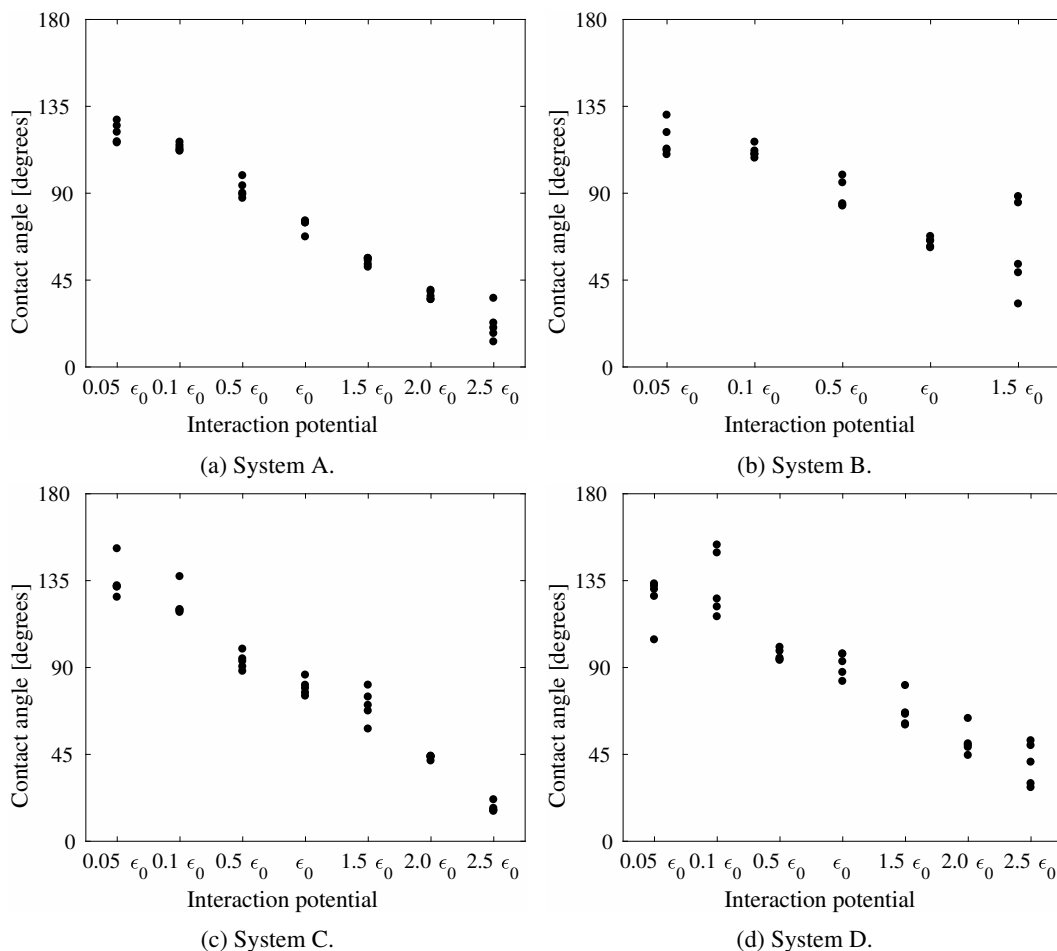 180
135
90
45
0
Contact angle [degrees]
0.05 ϵ0 0.1 ϵ0 0.5 ϵ0 ϵ0 1.5 ϵ0 2.0 ϵ0 2.5 ϵ0
Interaction potential
(a) System A.
180
135
90
45
0
Contact angle [degrees]
0.05 ϵ0 0.1 ϵ0 0.5 ϵ0 ϵ0 1.5 ϵ0
Interaction potential
(b) System B.
180
135
90
45
0
Contact angle [degrees]
0.05 ϵ0 0.1 ϵ0 0.5 ϵ0 ϵ0 1.5 ϵ0 2.0 ϵ0 2.5 ϵ0
Interaction potential
(c) System C.
180
135
90
45
0
Contact angle [degrees]
0.05 ϵ0 0.1 ϵ0 0.5 ϵ0 ϵ0 1.5 ϵ0 2.0 ϵ0 2.5 ϵ0
Interaction potential
(d) System D.